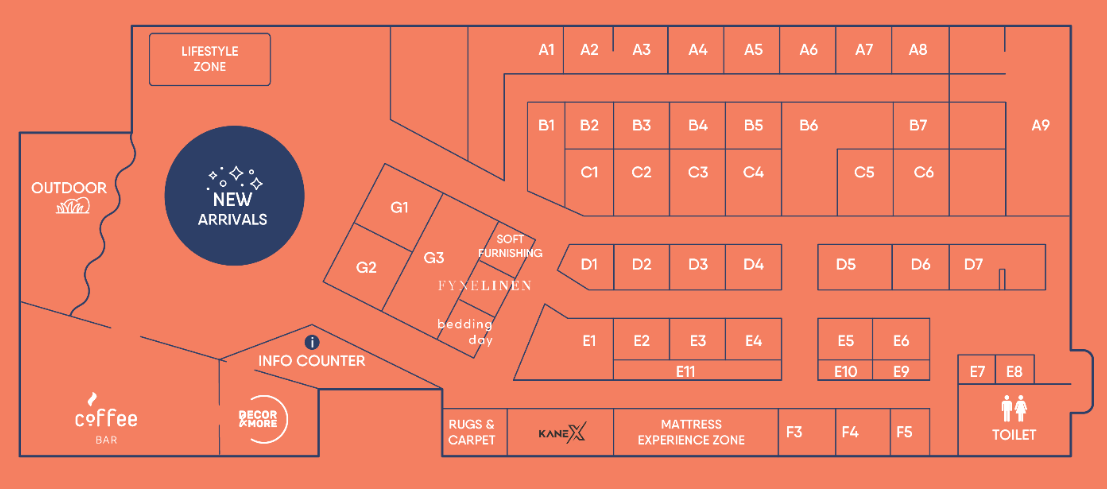 LIFESTYLE
ZONE
A1 A2 A3 A4 A5 A6 A7 A8
B1 B2 B3 B4 B5 B6 B7 A9
C1 C2 C3 C4 C5 C6
OUTDOOR
NEW
ARRIVALS
G1
G2
G3
SOFT
FURNISHING
FYNELINEN
bedding
day
D1 D2 D3 D4 D5 D6 D7
E1 E2 E3 E4 E5 E6
E11 E10 E9 E7 E8
i
INFO COUNTER
coffee
BAR
DECOR
&MORE
RUGS &
CARPET
KANEX
MATTRESS
EXPERIENCE ZONE
F3 F4 F5
TOILET